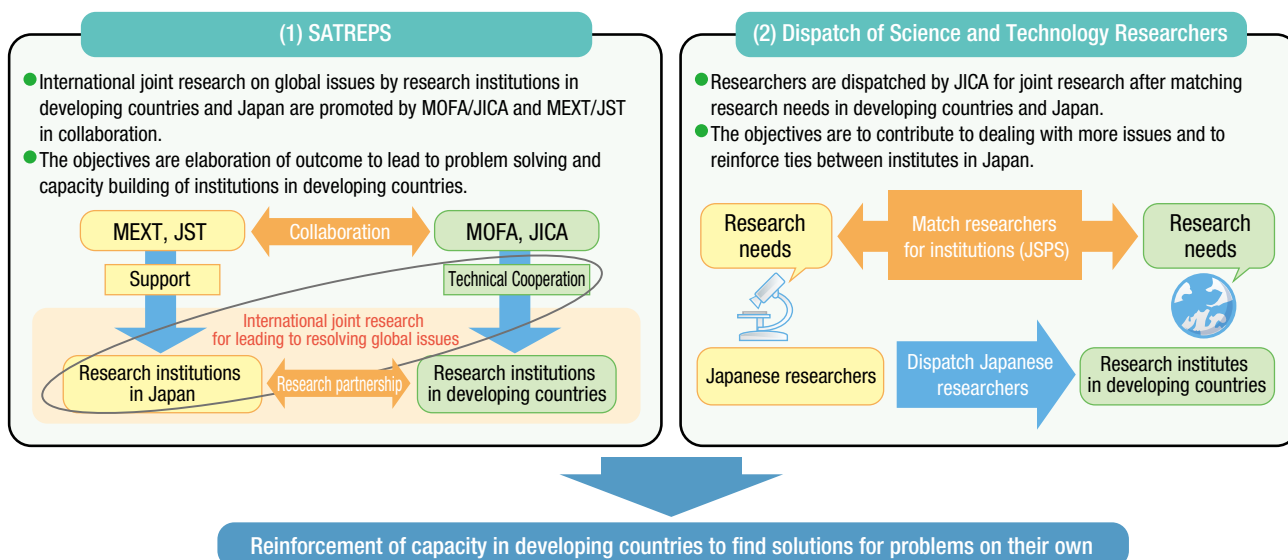 (1) SATREPS
International joint research on global issues by research institutions in
developing countries and Japan are promoted by MOFA/JICA and MEXT/JST
in collaboration.
The objectives are elaboration of outcome to lead to problem solving and
capacity building of institutions in developing countries.
MEXT, JST
Collaboration
MOFA, JICA
Support
Technical Cooperation
International joint research
for leading to resolving global issues
Research institutions
in Japan
Research partnership
Research institutions
in developing countries
(2) Dispatch of Science and Technology Researchers
Researchers are dispatched by JICA for joint research after matching
research needs in developing countries and Japan.
The objectives are to contribute to dealing with more issues and to
reinforce ties between institutes in Japan.
Research
needs
Match researchers
for institutions (JSPS)
Research
needs
Japanese researchers
Dispatch Japanese
researchers
Research institutes
in developing countries
Reinforcement of capacity in developing countries to find solutions for problems on their own